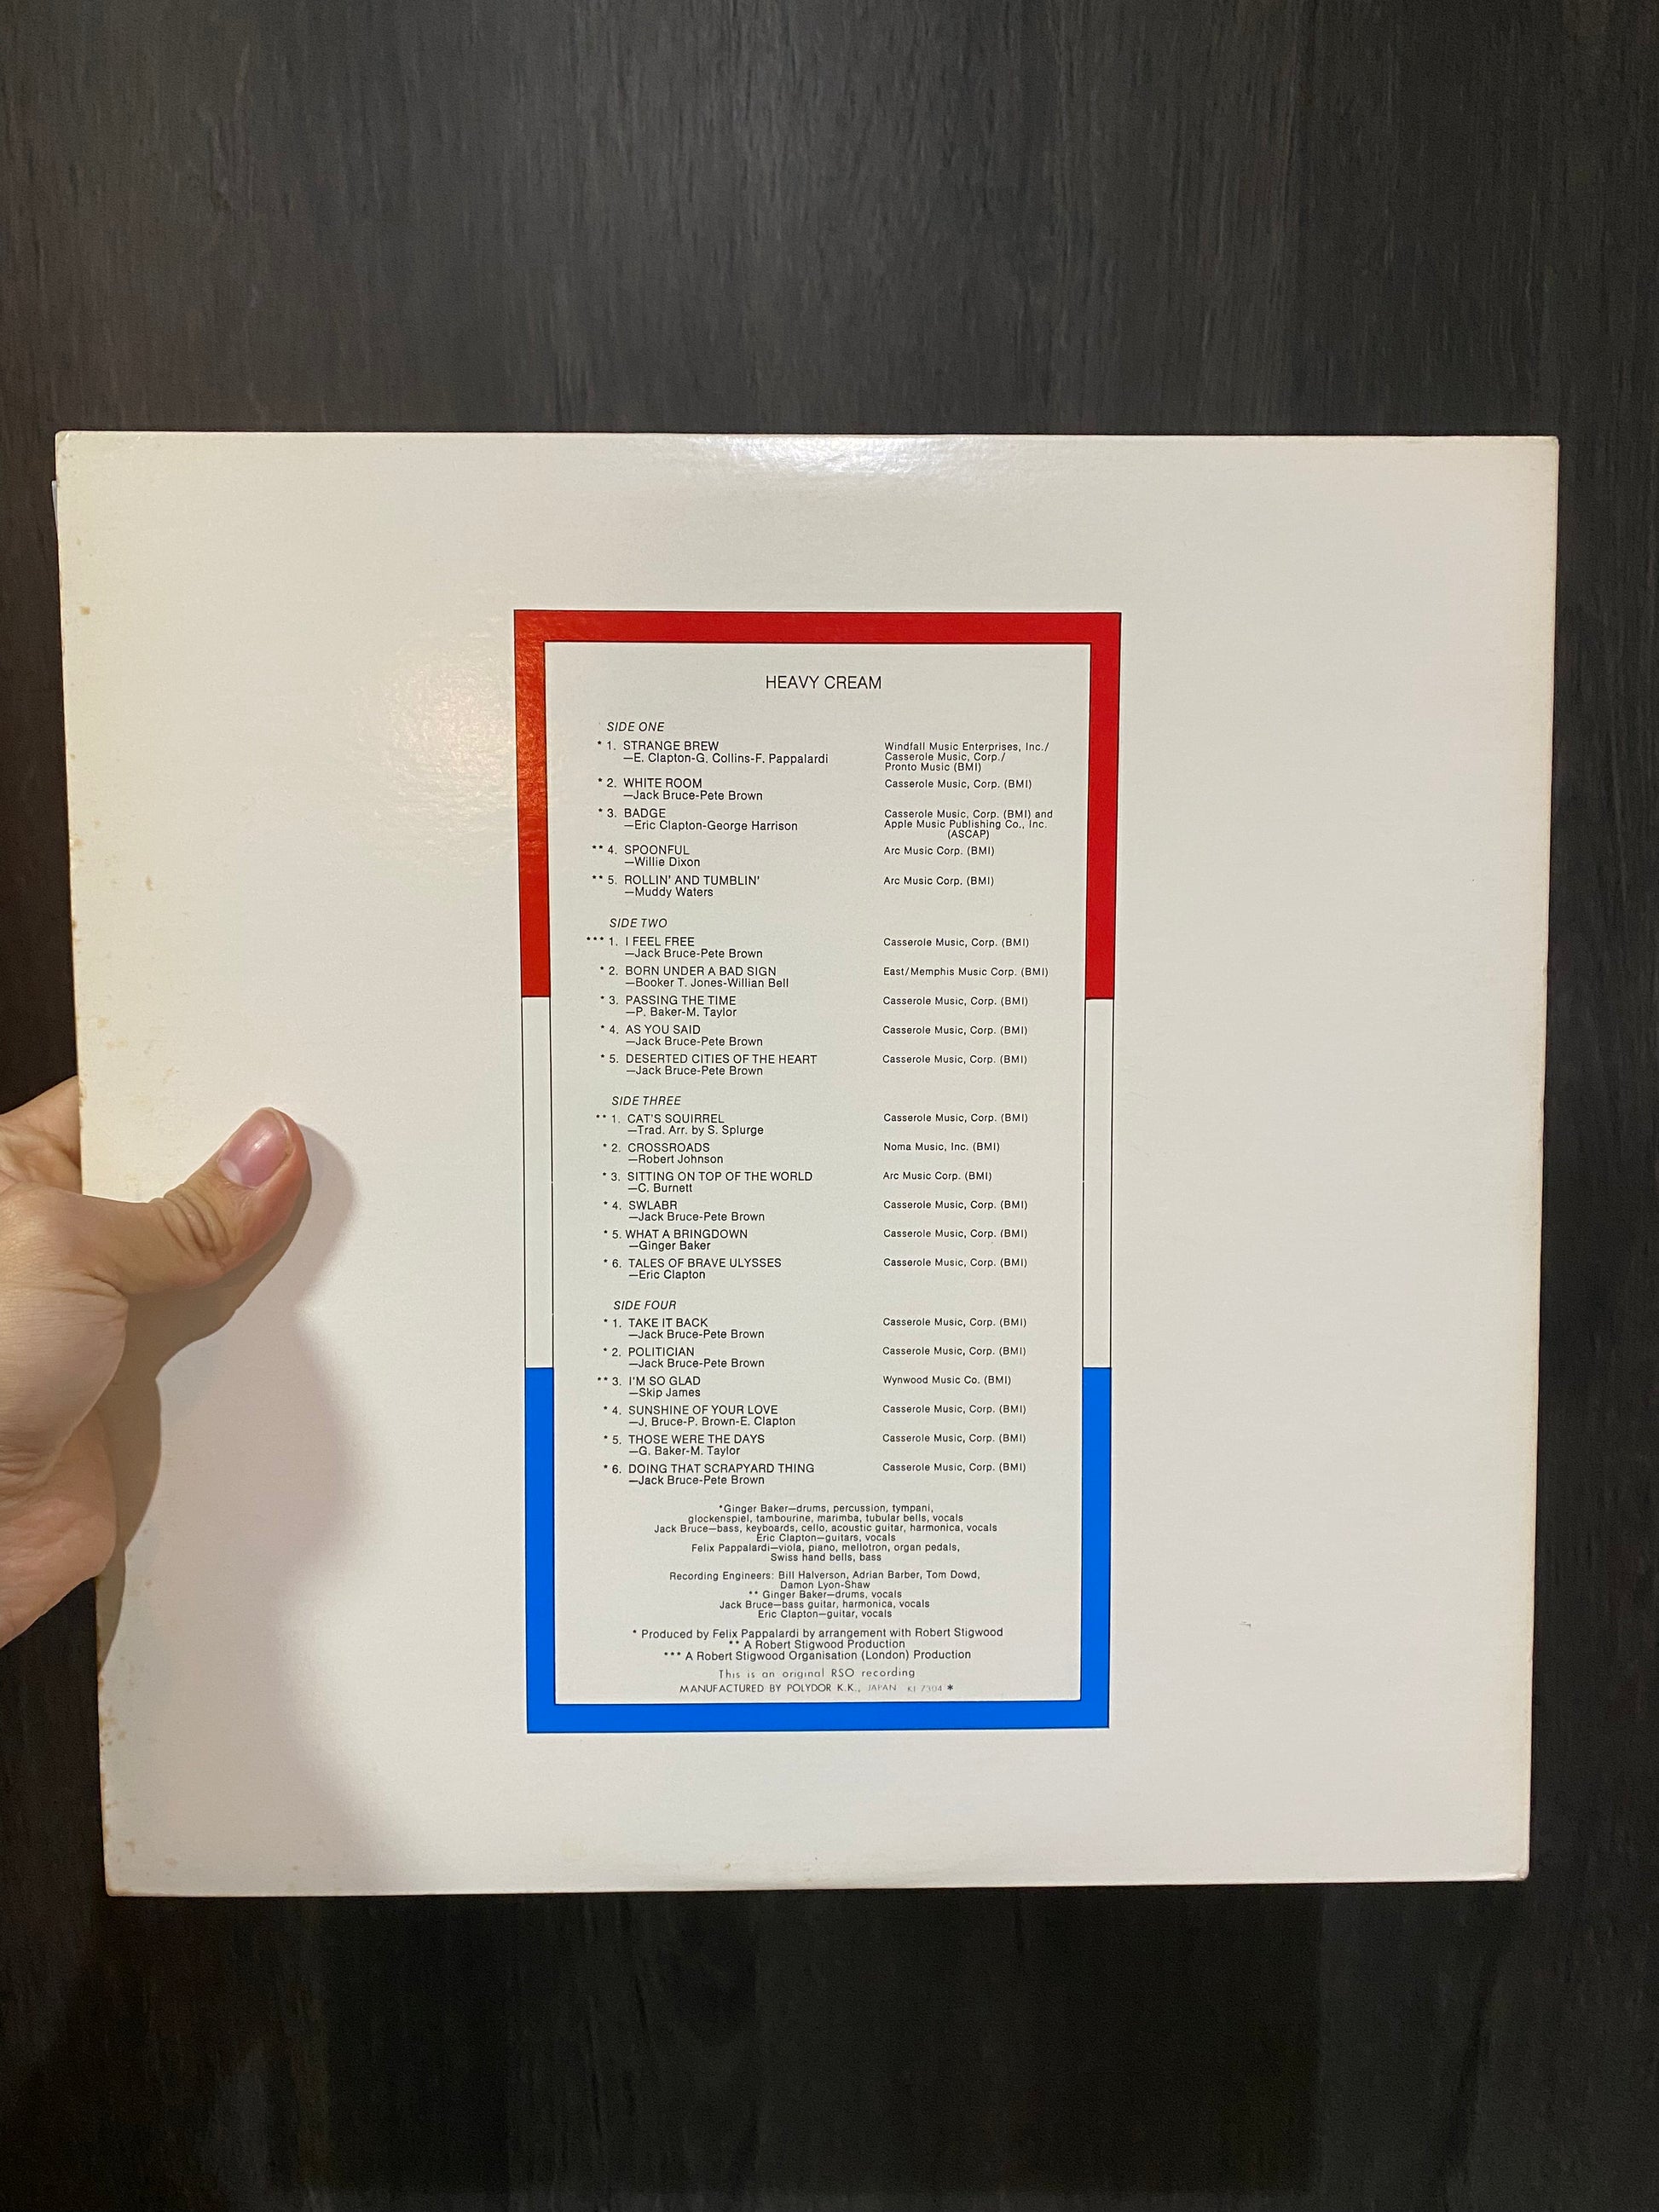 HEAVY CREAM
SIDE ONE
* 1. STRANGE BREW Windfall Music Enterprises, Inc./
—E. Clapton-G. Collins-F. Pappalardi Casserole Music, Corp./
Pronto Music (BMI)
* 2. WHITE ROOM Casserole Music, Corp. (BMI)
—Jack Bruce-Pete Brown
* 3. BADGE Casserole Music, Corp. (BMI) and
—Eric Clapton-George Harrison Apple Music Publishing Co., Inc.
(ASCAP)
** 4. SPOONFUL Arc Music Corp. (BMI)
—Willie Dixon
** 5. ROLLIN' AND TUMBLIN' Arc Music Corp. (BMI)
—Muddy Waters
SIDE TWO
*** 1. I FEEL FREE Casserole Music, Corp. (BMI)
—Jack Bruce-Pete Brown
* 2. BORN UNDER A BAD SIGN East/Memphis Music Corp. (BMI)
—Booker T. Jones-Willian Bell
* 3. PASSING THE TIME Casserole Music, Corp. (BMI)
—P. Baker-M. Taylor
* 4. AS YOU SAID Casserole Music, Corp. (BMI)
—Jack Bruce-Pete Brown
* 5. DESERTED CITIES OF THE HEART Casserole Music, Corp. (BMI)
—Jack Bruce-Pete Brown
SIDE THREE
** 1. CAT'S SQUIRREL Casserole Music, Corp. (BMI)
—Trad. Arr. by S. Splurge
* 2. CROSSROADS Noma Music, Inc. (BMI)
—Robert Johnson
* 3. SITTING ON TOP OF THE WORLD Arc Music Corp. (BMI)
—C. Burnett
* 4. SWLABR Casserole Music, Corp. (BMI)
—Jack Bruce-Pete Brown
* 5. WHAT A BRINGDOWN Casserole Music, Corp. (BMI)
—Ginger Baker
* 6. TALES OF BRAVE ULYSSES Casserole Music, Corp. (BMI)
—Eric Clapton
SIDE FOUR
* 1. TAKE IT BACK Casserole Music, Corp. (BMI)
—Jack Bruce-Pete Brown
* 2. POLITICIAN Casserole Music, Corp. (BMI)
—Jack Bruce-Pete Brown
** 3. I'M SO GLAD Wynwood Music Co. (BMI)
—Skip James
* 4. SUNSHINE OF YOUR LOVE Casserole Music, Corp. (BMI)
—J. Bruce-P. Brown-E. Clapton
* 5. THOSE WERE THE DAYS Casserole Music, Corp. (BMI)
—G. Baker-M. Taylor
* 6. DOING THAT SCRAPYARD THING Casserole Music, Corp. (BMI)
—Jack Bruce-Pete Brown
*Ginger Baker—drums, percussion, tympani,
glockenspiel, tambourine, marimba, tubular bells, vocals
Jack Bruce—bass, keyboards, cello, acoustic guitar, harmonica, vocals
Eric Clapton—guitars, vocals
Felix Pappalardi—viola, piano, mellotron, organ pedals,
Swiss hand bells, bass
Recording Engineers: Bill Halverson, Adrian Barber, Tom Dowd,
Damon Lyon-Shaw
** Ginger Baker—drums, vocals
Jack Bruce—bass guitar, harmonica, vocals
Eric Clapton—guitar, vocals
* Produced by Felix Pappalardi by arrangement with Robert Stigwood
** A Robert Stigwood Production
*** A Robert Stigwood Organisation (London) Production
This is an original RSO recording
MANUFACTURED BY POLYDOR K.K., JAPAN KI 7304 *